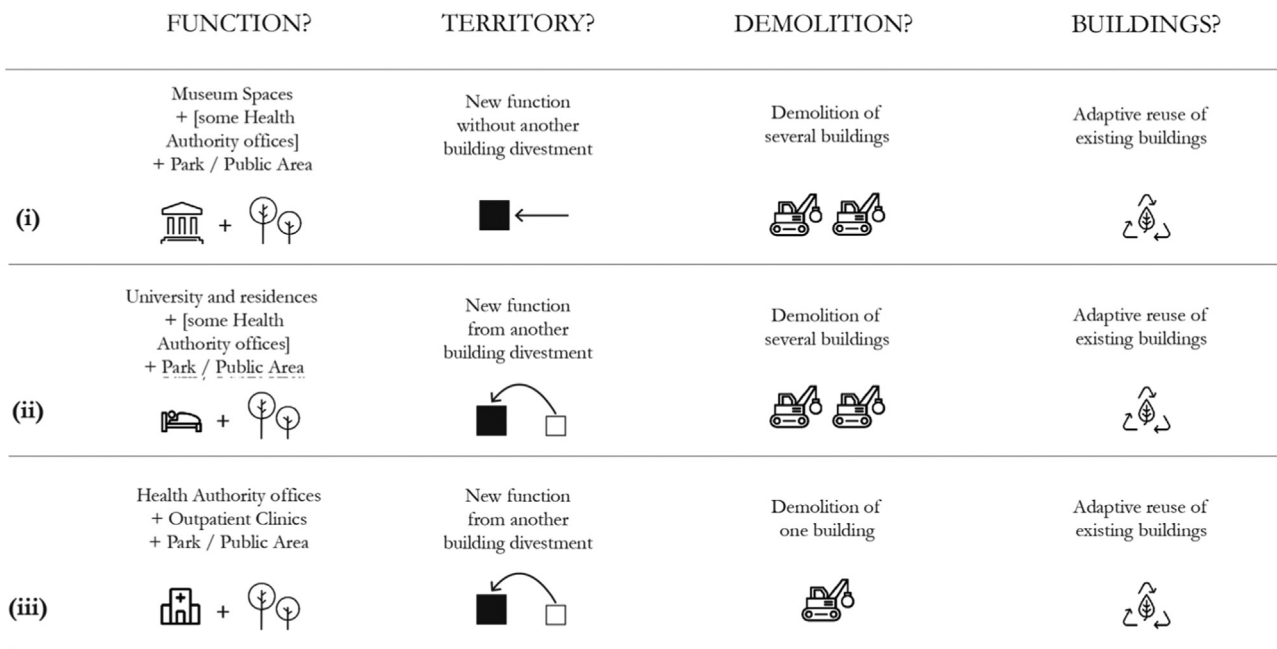 FUNCTION?
TERRITORY?
DEMOLITION?
BUILDINGS?
(i)
Museum Spaces
+ [some Health
Authority offices]
+ Park / Public Area
+
New function
without another
building divestment
Demolition of
several buildings
Adaptive reuse of
existing buildings
(ii)
University and residences
+ [some Health
Authority offices]
+ Park / Public Area
+
New function
from another
building divestment
Demolition of
several buildings
Adaptive reuse of
existing buildings
(iii)
Health Authority offices
+ Outpatient Clinics
+ Park / Public Area
+
New function
from another
building divestment
Demolition of
one building
Adaptive reuse of
existing buildings